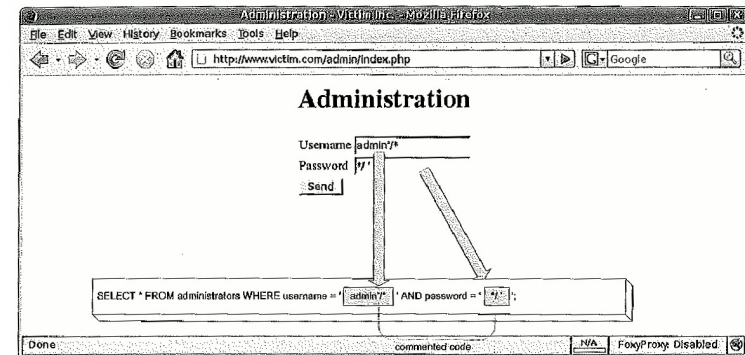 Administration - Victim Inc. - Mozilla Firefox
File Edit View History Bookmarks Tools Help
http://www.victim.com/admin/index.php
Google
Administration
Username admin'/*
Password */'
Send
SELECT * FROM administrators WHERE username = ' admin'/* ' AND password = ' */' ';
commented code
Done N/A FoxyProxy: Disabled